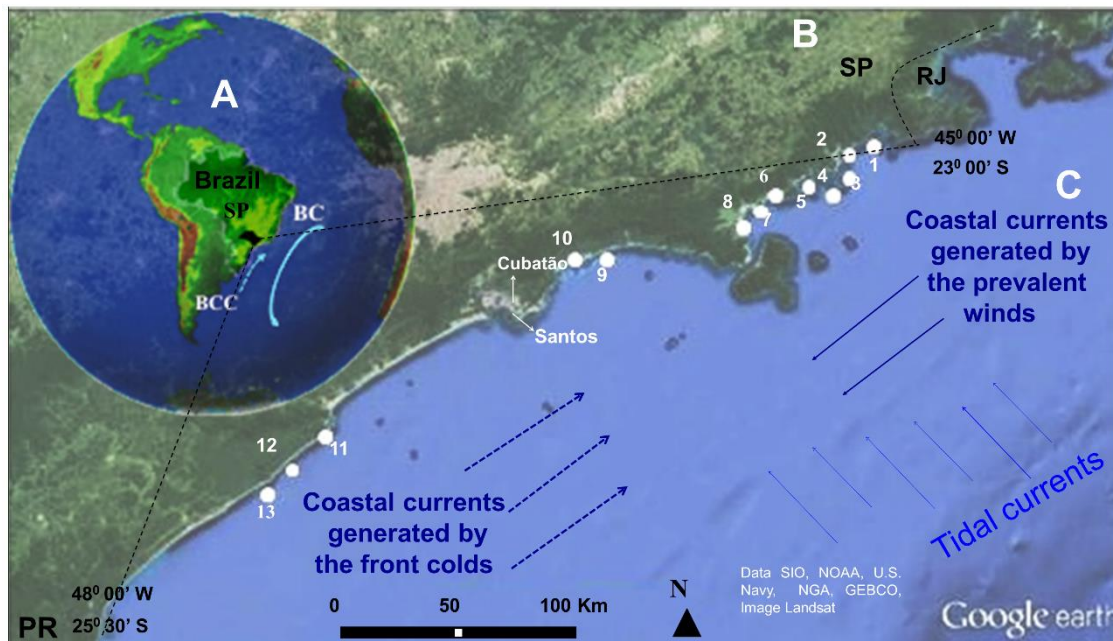 A
B
SP
RJ
Brazil
SP
BC
BCC
45⁰ 00' W
23⁰ 00' S
C
2
1
4
3
6
5
8
7
10
9
Cubatão
Santos
Coastal currents
generated by
the prevalent
winds
12
11
13
Coastal currents
generated by
the front colds
Tidal currents
48⁰ 00' W
25⁰ 30' S
PR
0 50 100 Km
N
Data SIO, NOAA, U.S.
Navy, NGA, GEBCO,
Image Landsat
Google earth